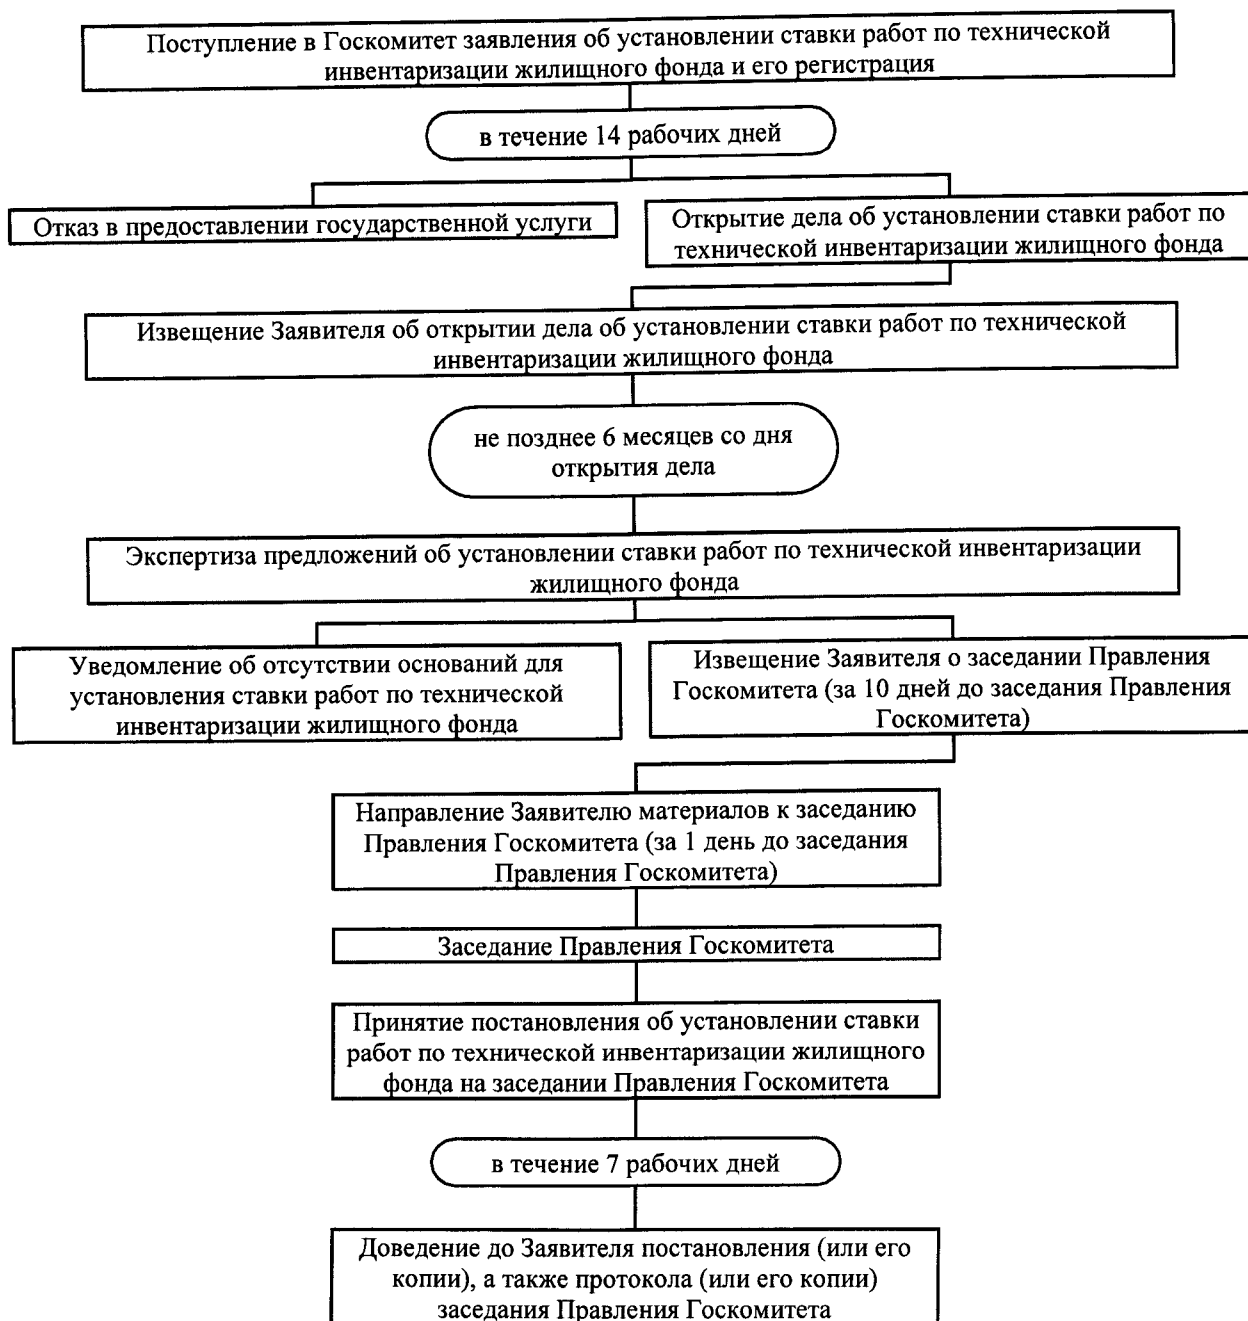 Поступление в Госкомитет заявления об установлении ставки работ по технической
инвентаризации жилищного фонда и его регистрация
в течение 14 рабочих дней
Отказ в предоставлении государственной услуги
Открытие дела об установлении ставки работ по
технической инвентаризации жилищного фонда
Извещение Заявителя об открытии дела об установлении ставки работ по технической
инвентаризации жилищного фонда
не позднее 6 месяцев со дня
открытия дела
Экспертиза предложений об установлении ставки работ по технической инвентаризации
жилищного фонда
Уведомление об отсутствии оснований для
установления ставки работ по технической
инвентаризации жилищного фонда
Извещение Заявителя о заседании Правления
Госкомитета (за 10 дней до заседания Правления
Госкомитета)
Направление Заявителю материалов к заседанию
Правления Госкомитета (за 1 день до заседания
Правления Госкомитета)
Заседание Правления Госкомитета
Принятие постановления об установлении ставки
работ по технической инвентаризации жилищного
фонда на заседании Правления Госкомитета
в течение 7 рабочих дней
Доведение до Заявителя постановления (или его
копии), а также протокола (или его копии)
заседания Правления Госкомитета